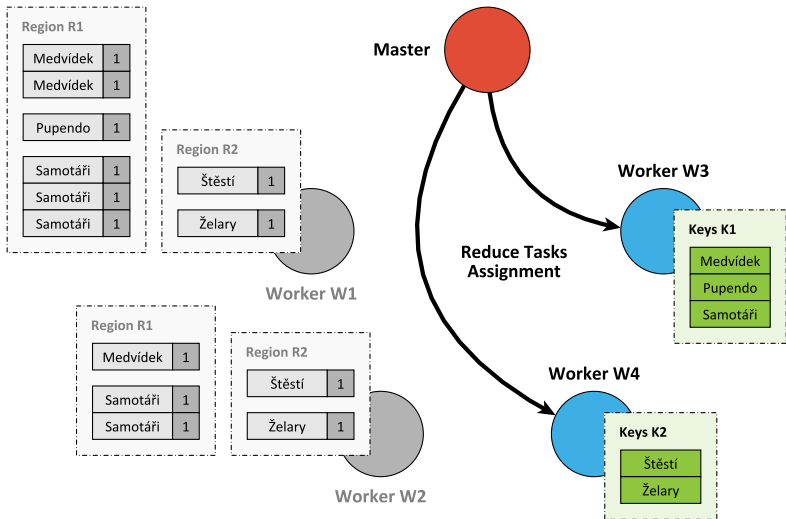 Region R1
Medvídek 1
Medvídek 1
Pupendo 1
Samotáři 1
Samotáři 1
Samotáři 1
Region R2
Štěstí 1
Želary 1
Worker W1
Region R1
Medvídek 1
Samotáři 1
Samotáři 1
Region R2
Štěstí 1
Želary 1
Worker W2
Master
Reduce Tasks
Assignment
Worker W3
Keys K1
Medvídek
Pupendo
Samotáři
Worker W4
Keys K2
Štěstí
Želary